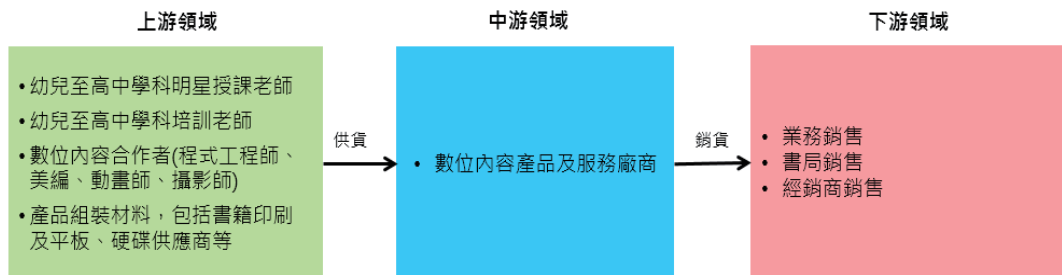 上游領域
中游領域
下游領域
• 幼兒至高中學科明星授課老師
• 幼兒至高中學科培訓老師
• 數位內容合作者(程式工程師、
美編、動畫師、攝影師)
• 產品組裝材料，包括書籍印刷
及平板、硬碟供應商等
供貨
• 數位內容產品及服務廠商
銷貨
• 業務銷售
• 書局銷售
• 經銷商銷售